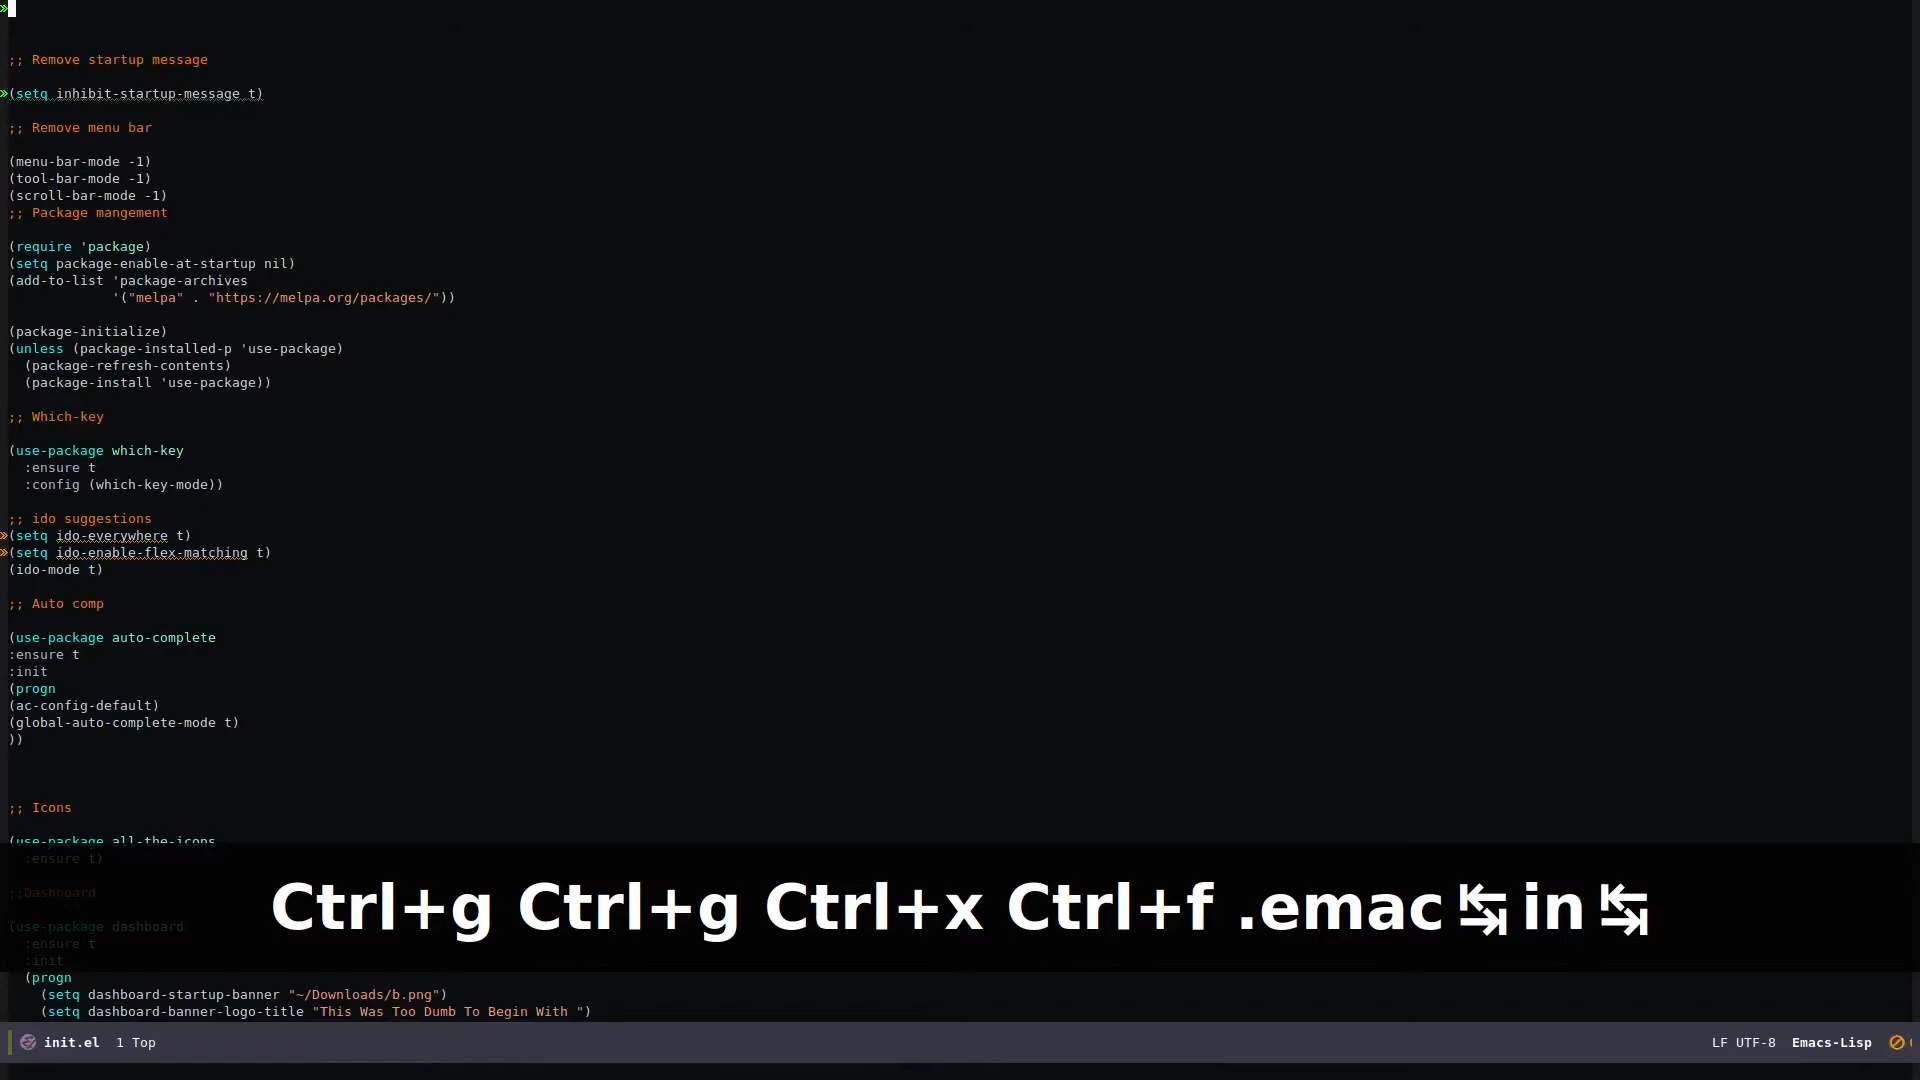 ;; Remove startup message
(setq inhibit-startup-message t)
;; Remove menu bar
(menu-bar-mode -1)
(tool-bar-mode -1)
(scroll-bar-mode -1)
;; Package mangement
(require 'package)
(setq package-enable-at-startup nil)
(add-to-list 'package-archives
'("melpa" . "https://melpa.org/packages/"))
(package-initialize)
(unless (package-installed-p 'use-package)
(package-refresh-contents)
(package-install 'use-package))
;; Which-key
(use-package which-key
:ensure t
:config (which-key-mode))
;; ido suggestions
(setq ido-everywhere t)
(setq ido-enable-flex-matching t)
(ido-mode t)
;; Auto comp
(use-package auto-complete
:ensure t
:init
(progn
(ac-config-default)
(global-auto-complete-mode t)
))
;; Icons
(use-package all-the-icons
:ensure t)
;;Dashboard
Ctrl+g Ctrl+g Ctrl+x Ctrl+f .emac↹in↹
(use-package dashboard
:ensure t
:init
(progn
(setq dashboard-startup-banner "~/Downloads/b.png")
(setq dashboard-banner-logo-title "This Was Too Dumb To Begin With ")
init.el 1 Top LF UTF-8 Emacs-Lisp